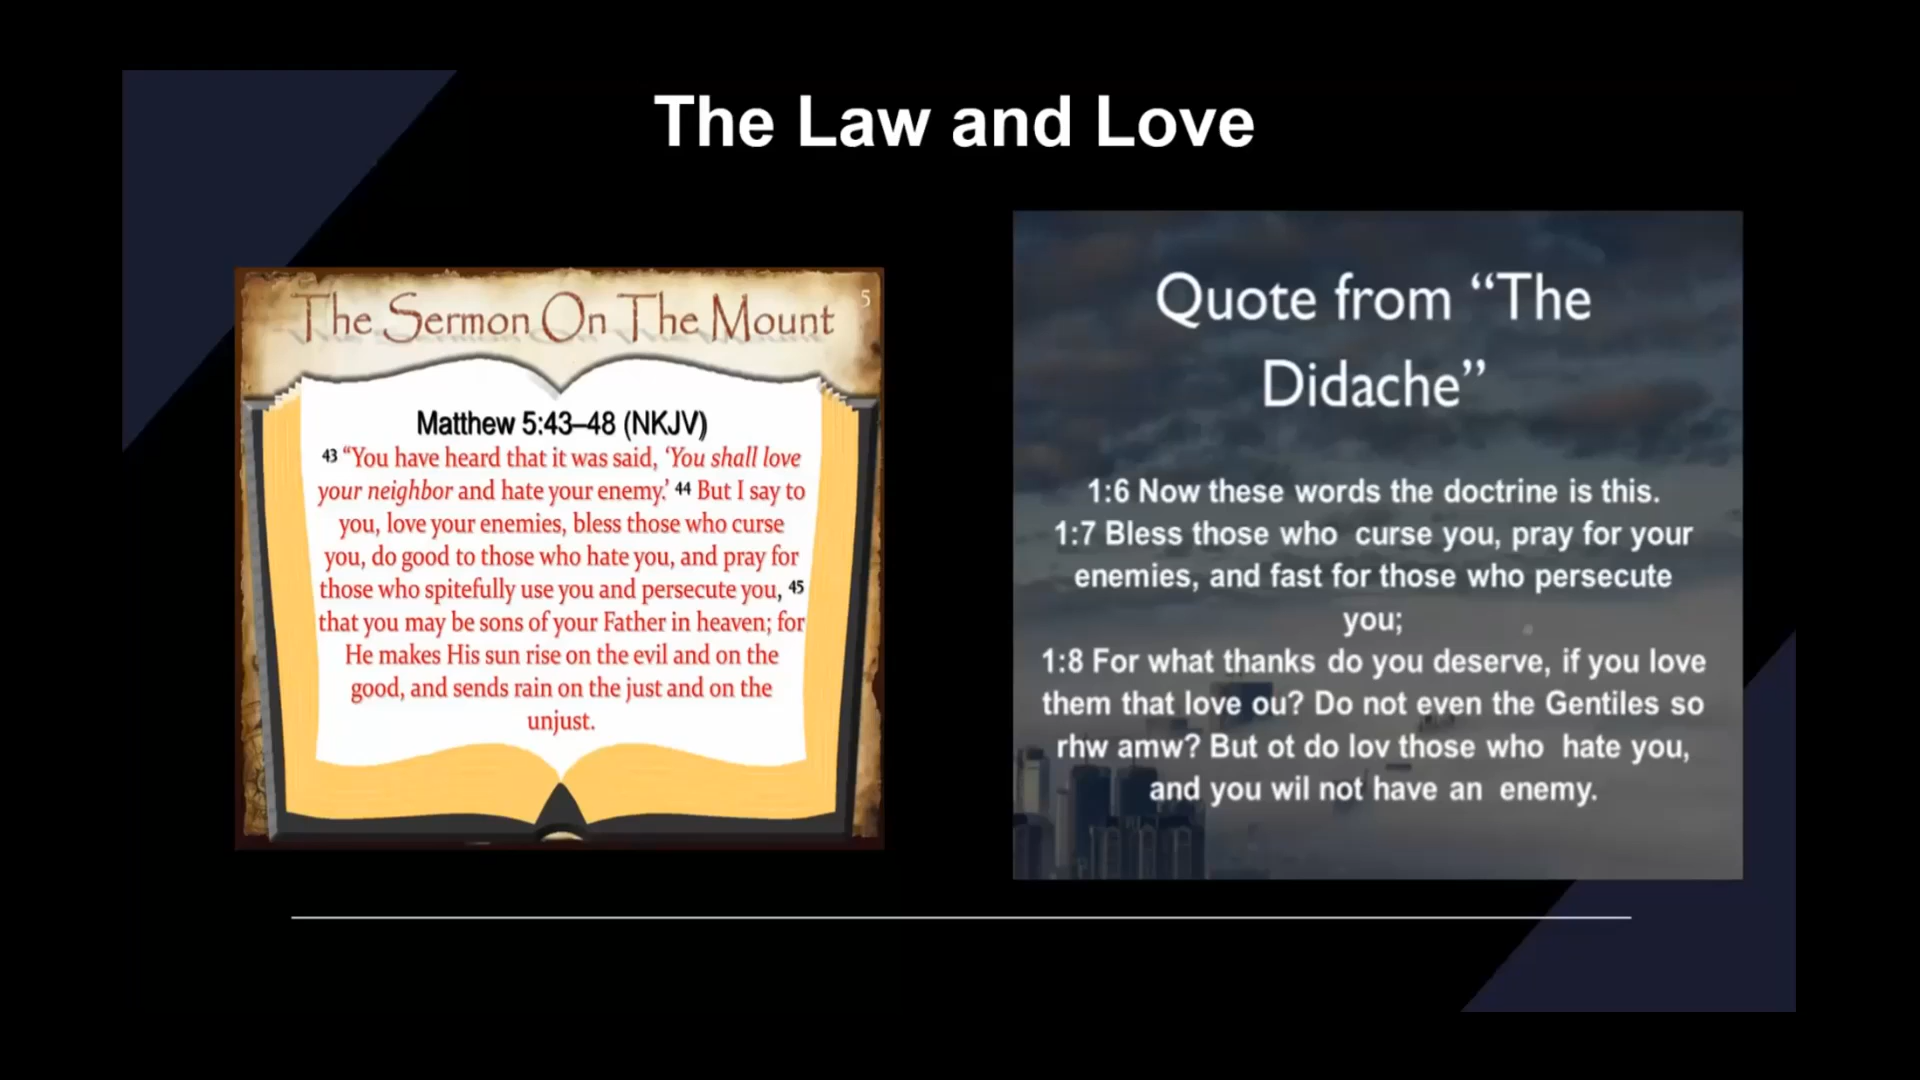 The Law and Love
The Sermon On The Mount
5
Matthew 5:43–48 (NKJV)
43 “You have heard that it was said, ‘You shall love
your neighbor and hate your enemy.’ 44 But I say to
you, love your enemies, bless those who curse
you, do good to those who hate you, and pray for
those who spitefully use you and persecute you, 45
that you may be sons of your Father in heaven; for
He makes His sun rise on the evil and on the
good, and sends rain on the just and on the
unjust.
Quote from “The
Didache”
1:6 Now these words the doctrine is this.
1:7 Bless those who curse you, pray for your
enemies, and fast for those who persecute
you;
1:8 For what thanks do you deserve, if you love
them that love ou? Do not even the Gentiles so
rhw amw? But ot do lov those who hate you,
and you wil not have an enemy.